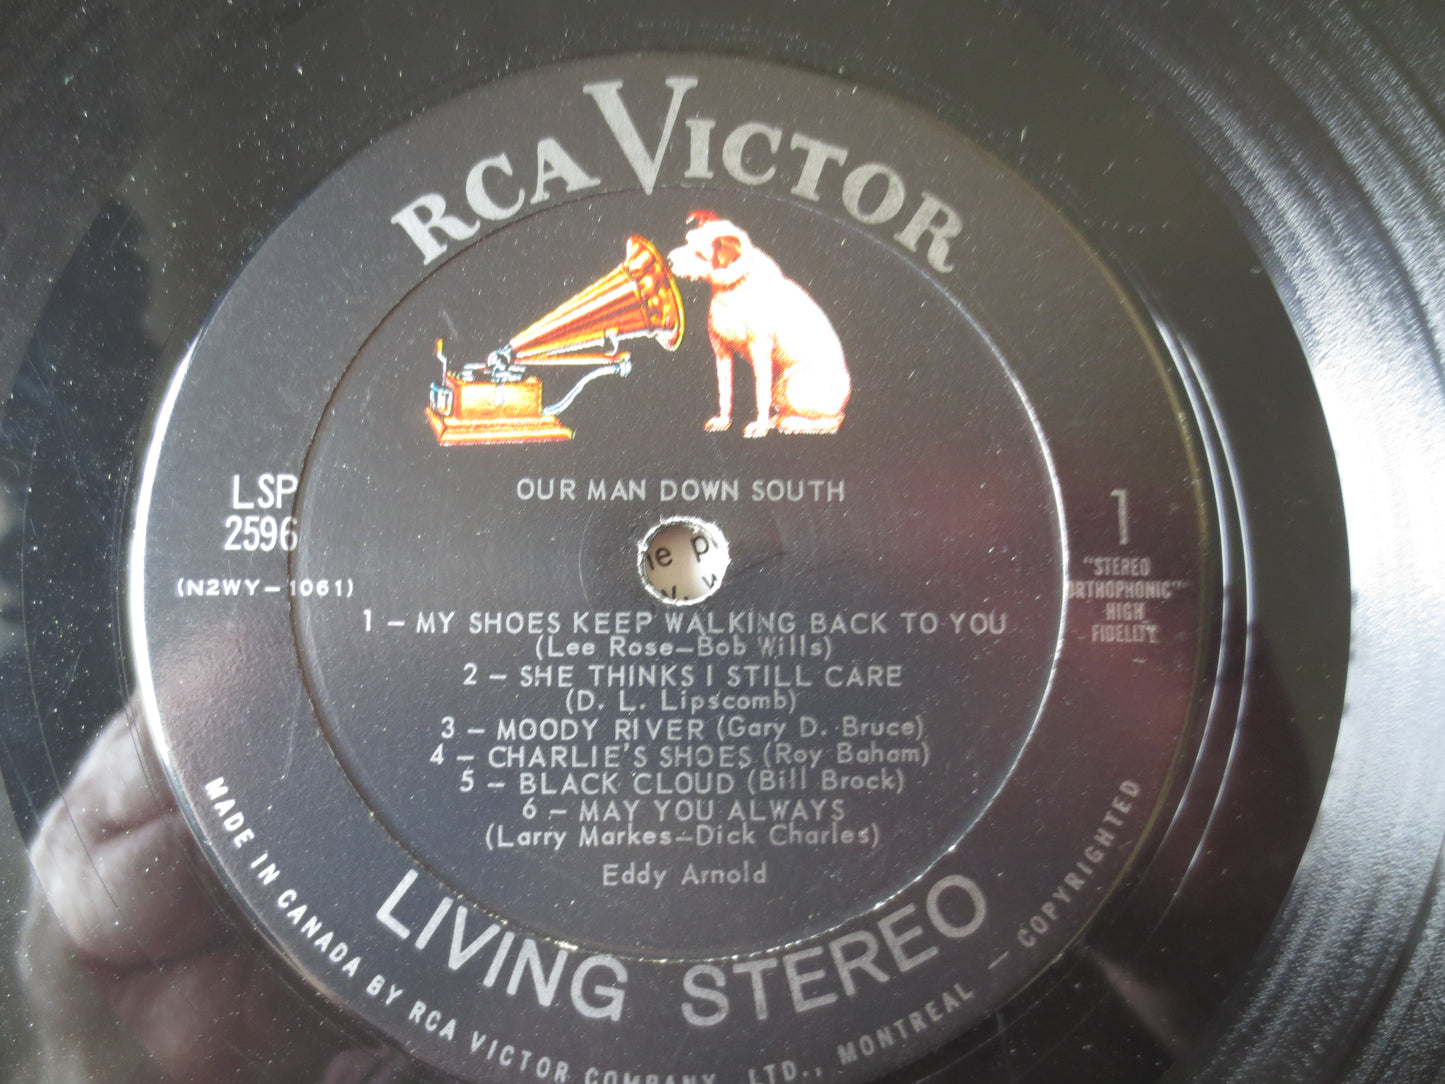 RCA VICTOR
OUR MAN DOWN SOUTH
LSP
2596
(N2WY-1061)
1
"STEREO
ORTHOPHONIC"
HIGH
FIDELITY
1 - MY SHOES KEEP WALKING BACK TO YOU
(Lee Rose-Bob Wills)
2 - SHE THINKS I STILL CARE
(D. L. Lipscomb)
3 - MOODY RIVER (Gary D. Bruce)
4 - CHARLIE'S SHOES (Roy Baham)
5 - BLACK CLOUD (Bill Brock)
6 - MAY YOU ALWAYS
(Larry Markes-Dick Charles)
Eddy Arnold
LIVING STEREO
MADE IN CANADA BY RCA VICTOR COMPANY, LTD., MONTREAL - COPYRIGHTED